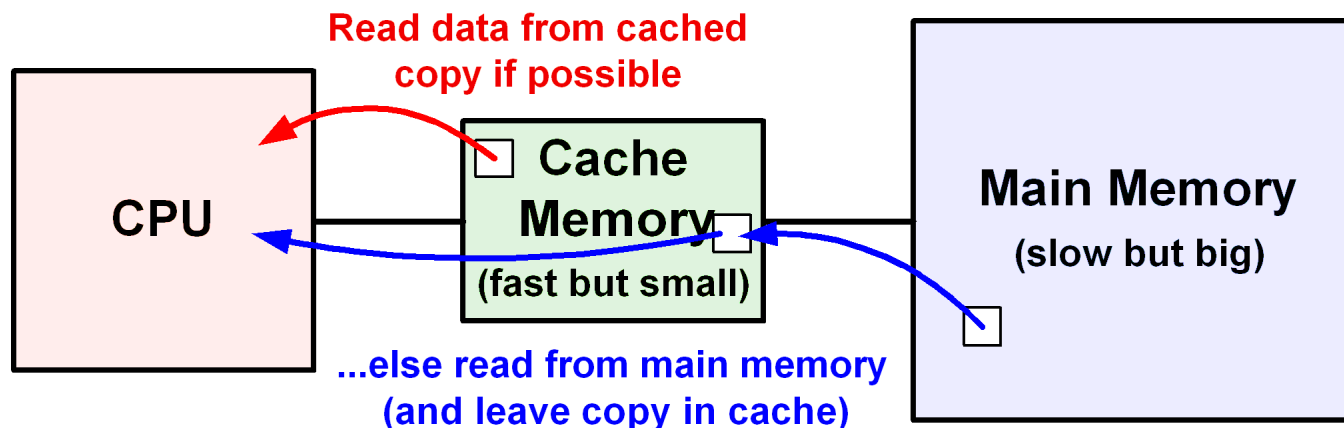 Read data from cached
copy if possible
CPU
Cache
Memory
(fast but small)
Main Memory
(slow but big)
...else read from main memory
(and leave copy in cache)